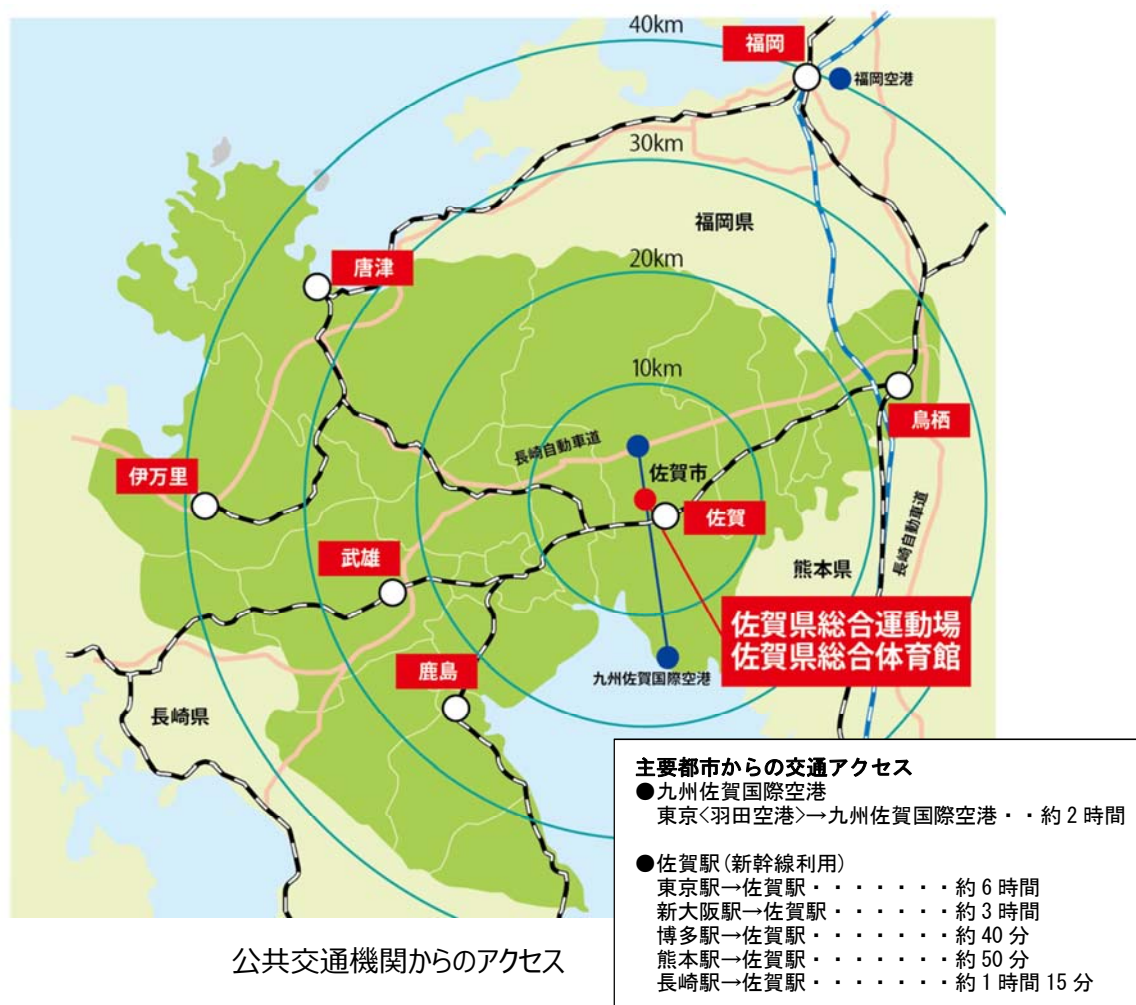 40km
福岡
福岡空港
30km
福岡県
唐津
20km
10km
長崎自動車道
鳥栖
佐賀市
伊万里
佐賀
長崎自動車道
武雄
熊本県
佐賀県総合運動場
佐賀県総合体育館
鹿島
九州佐賀国際空港
長崎県
主要都市からの交通アクセス
●九州佐賀国際空港
東京<羽田空港>→九州佐賀国際空港・・約2時間
●佐賀駅(新幹線利用)
東京駅→佐賀駅・・・・・・・約6時間
新大阪駅→佐賀駅・・・・・・約3時間
博多駅→佐賀駅・・・・・・・約40分
熊本駅→佐賀駅・・・・・・・約50分
長崎駅→佐賀駅・・・・・・・約1時間15分
公共交通機関からのアクセス